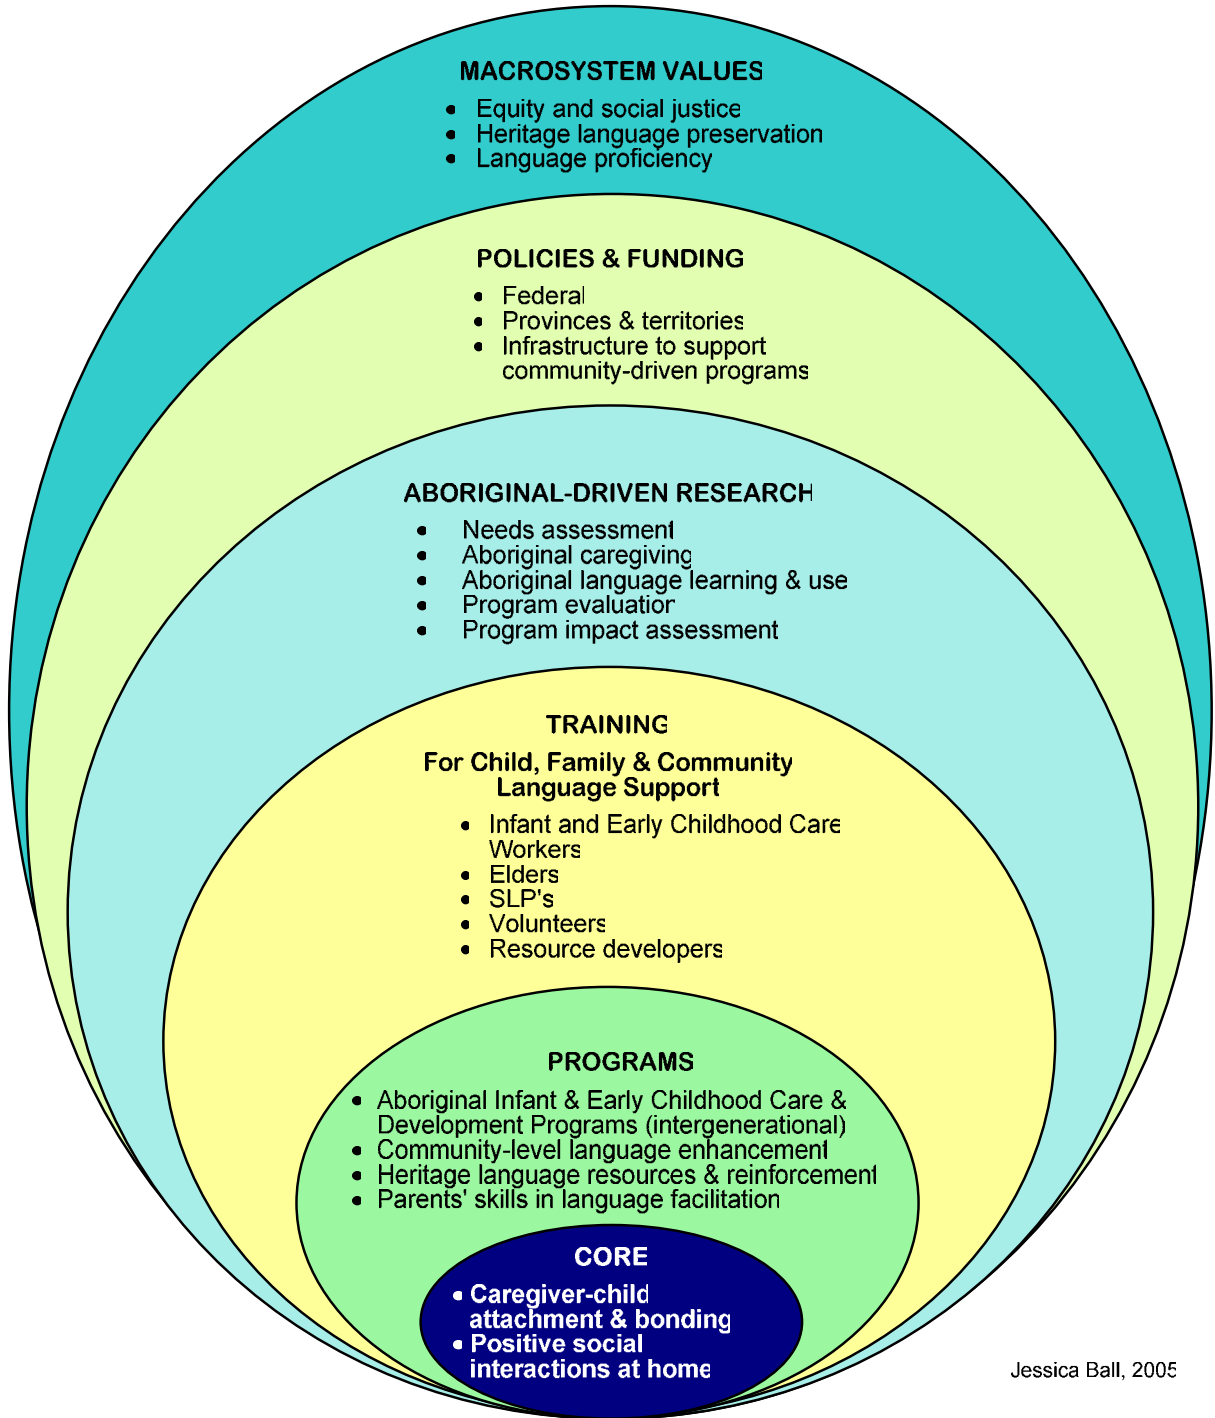 MACROSYSTEM VALUES
• Equity and social justice
• Heritage language preservation
• Language proficiency
POLICIES & FUNDING
• Federal
• Provinces & territories
• Infrastructure to support
community-driven programs
ABORIGINAL-DRIVEN RESEARCH
• Needs assessment
• Aboriginal caregiving
• Aboriginal language learning & use
• Program evaluation
• Program impact assessment
TRAINING
For Child, Family & Community
Language Support
• Infant and Early Childhood Care
Workers
• Elders
• SLP's
• Volunteers
• Resource developers
PROGRAMS
• Aboriginal Infant & Early Childhood Care &
Development Programs (intergenerational)
• Community-level language enhancement
• Heritage language resources & reinforcement
• Parents' skills in language facilitation
CORE
• Caregiver-child
attachment & bonding
• Positive social
interactions at home
Jessica Ball, 2005